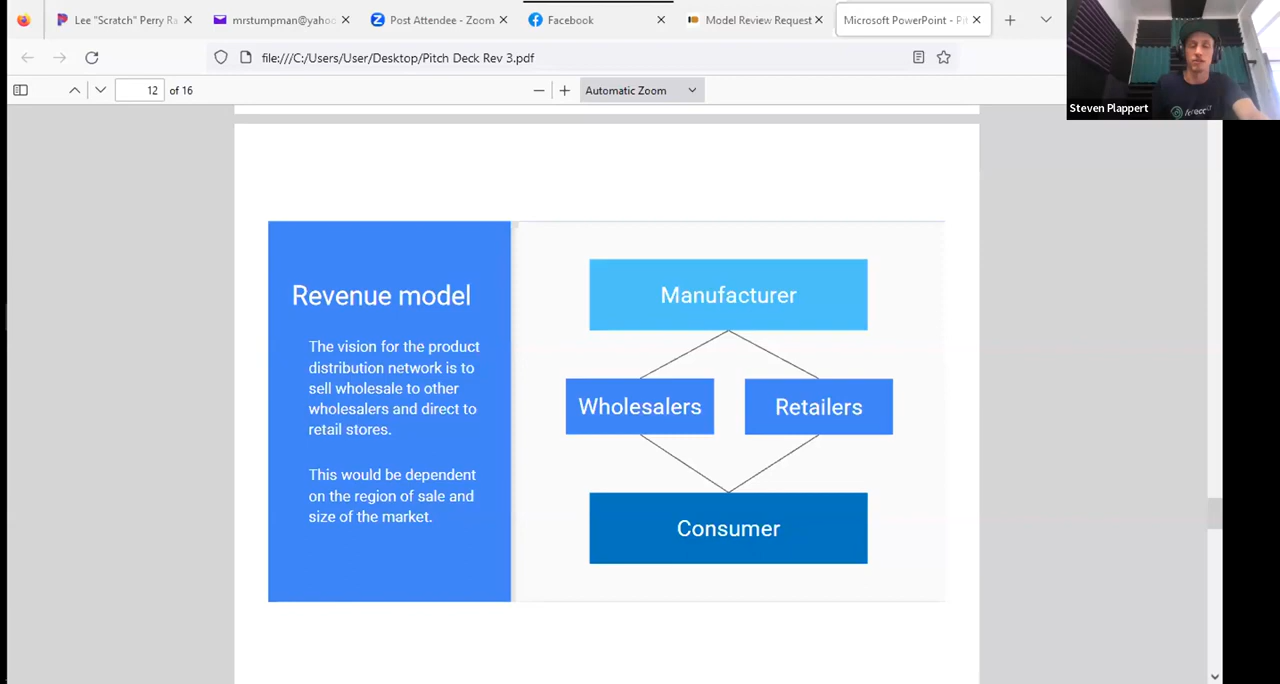 Lee "Scratch" Perry Ra
mrstumpman@yahoo
Post Attendee - Zoom
Facebook
Model Review Request
Microsoft PowerPoint - Pit
file:///C:/Users/User/Desktop/Pitch Deck Rev 3.pdf
12 of 16
Automatic Zoom
Steven Plappert
Revenue model
The vision for the product
distribution network is to
sell wholesale to other
wholesalers and direct to
retail stores.
This would be dependent
on the region of sale and
size of the market.
Manufacturer
Wholesalers
Retailers
Consumer